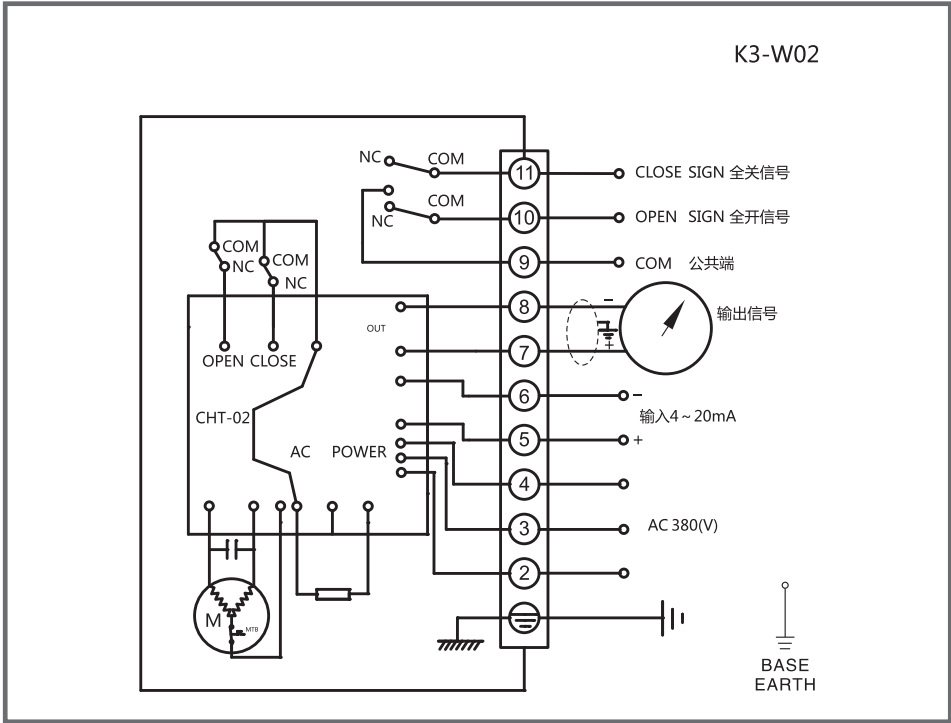 K3-W02
NC COM
11 CLOSE SIGN 全关信号
COM
NC
10 OPEN SIGN 全开信号
9 COM 公共端
COM
NC
COM
NC
8 −
OUT
输出信号
7 +
OPEN CLOSE
6 −
输入4～20mA
CHT-02
5 +
AC POWER
4
3 AC 380(V)
2
M
MTB
BASE
EARTH